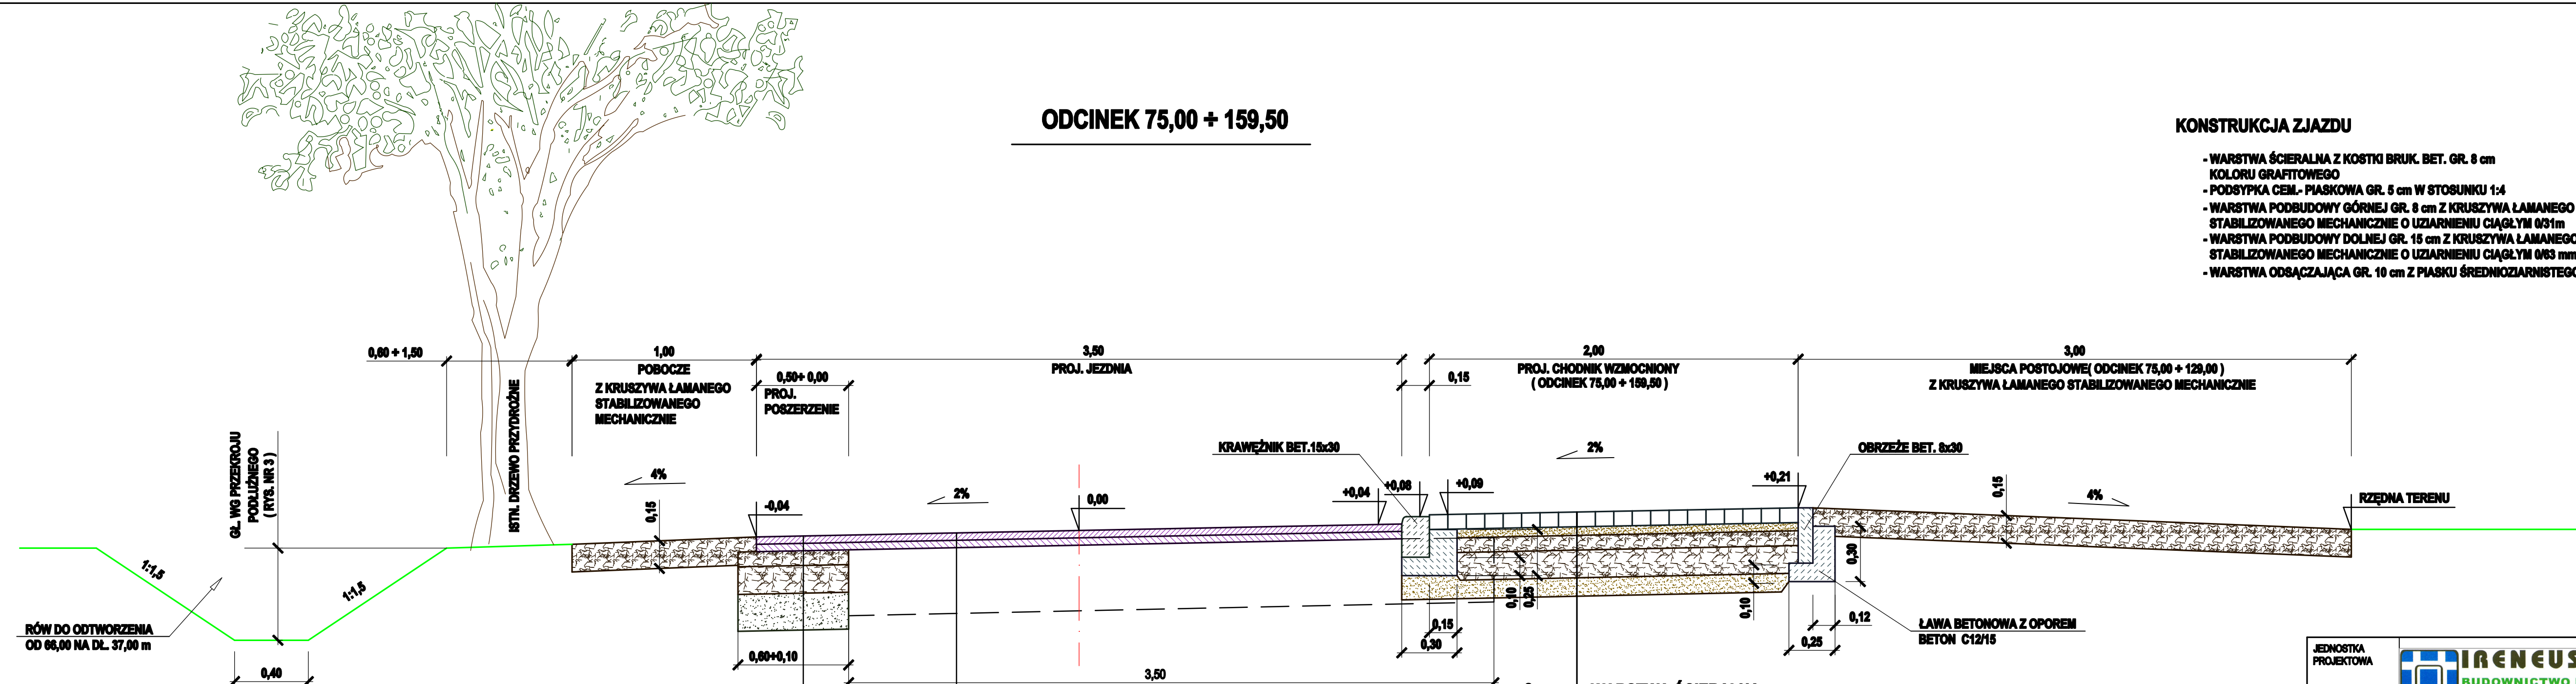 ODCINEK 75,00 ÷ 159,50
KONSTRUKCJA ZJAZDU
- WARSTWA ŚCIERALNA Z KOSTKI BRUK. BET. GR. 8 cm
KOLORU GRAFITOWEGO
- PODSYPKA CEM.- PIASKOWA GR. 5 cm W STOSUNKU 1:4
- WARSTWA PODBUDOWY GÓRNEJ GR. 8 cm Z KRUSZYWA ŁAMANEGO
STABILIZOWANEGO MECHANICZNIE O UZIARNIENIU CIĄGŁYM 0/31m
- WARSTWA PODBUDOWY DOLNEJ GR. 15 cm Z KRUSZYWA ŁAMANEGO
STABILIZOWANEGO MECHANICZNIE O UZIARNIENIU CIĄGŁYM 0/63 mm
- WARSTWA ODSĄCZAJĄCA GR. 10 cm Z PIASKU ŚREDNIOZIARNISTEGO
0,60 ÷ 1,50
1,00
POBOCZE
Z KRUSZYWA ŁAMANEGO
STABILIZOWANEGO
MECHANICZNIE
0,50÷ 0,00
PROJ.
POSZERZENIE
3,50
PROJ. JEZDNIA
0,15
2,00
PROJ. CHODNIK WZMOCNIONY
( ODCINEK 75,00 ÷ 159,50 )
3,00
MIEJSCA POSTOJOWE( ODCINEK 75,00 ÷ 129,00 )
Z KRUSZYWA ŁAMANEGO STABILIZOWANEGO MECHANICZNIE
GŁ. WG PRZEKROJU
PODŁUŻNEGO
( RYS. NR 3 )
ISTN. DRZEWO PRZYDROŻNE
KRAWĘŻNIK BET.15x30
OBRZEŻE BET. 8x30
4%
2%
2%
4%
0,15
-0,04
0,00
+0,04
+0,08
+0,09
+0,21
0,15
RZĘDNA TERENU
1:1,5
1:1,5
0,30
0,10
0,25
0,10
RÓW DO ODTWORZENIA
OD 66,00 NA DŁ. 37,00 m
0,15
0,30
0,12
0,25
ŁAWA BETONOWA Z OPOREM
BETON C12/15
0,60÷0,10
0,40
3,50
JEDNOSTKA
PROJEKTOWA
IRENEUS
BUDOWNICTWO